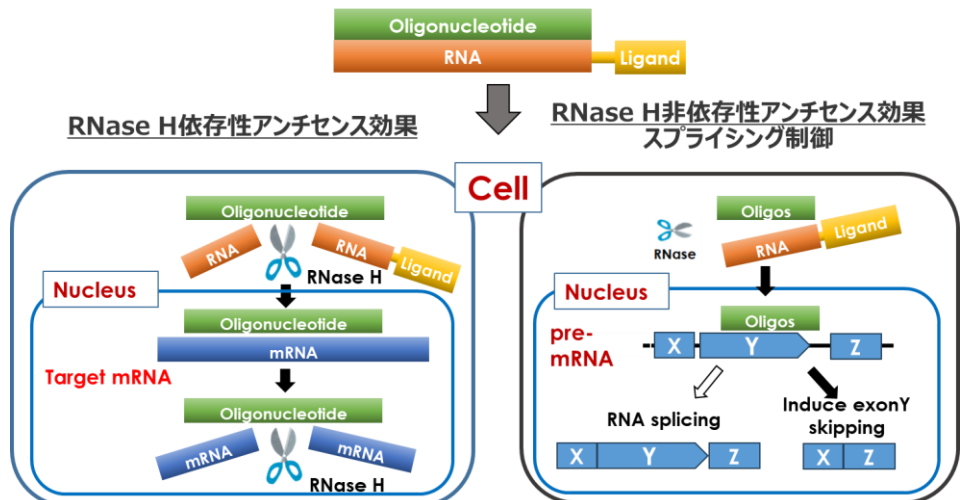 Oligonucleotide
RNA
Ligand
RNase H依存性アンチセンス効果
RNase H非依存性アンチセンス効果
スプライシング制御
Cell
Oligonucleotide
RNA
RNA
Ligand
RNase H
Nucleus
Oligonucleotide
mRNA
Target mRNA
Oligonucleotide
mRNA
mRNA
RNase H
Oligos
RNase
RNA
Ligand
Nucleus
Oligos
pre-
mRNA
X
Y
Z
RNA splicing
Induce exonY
skipping
X
Y
Z
X
Z